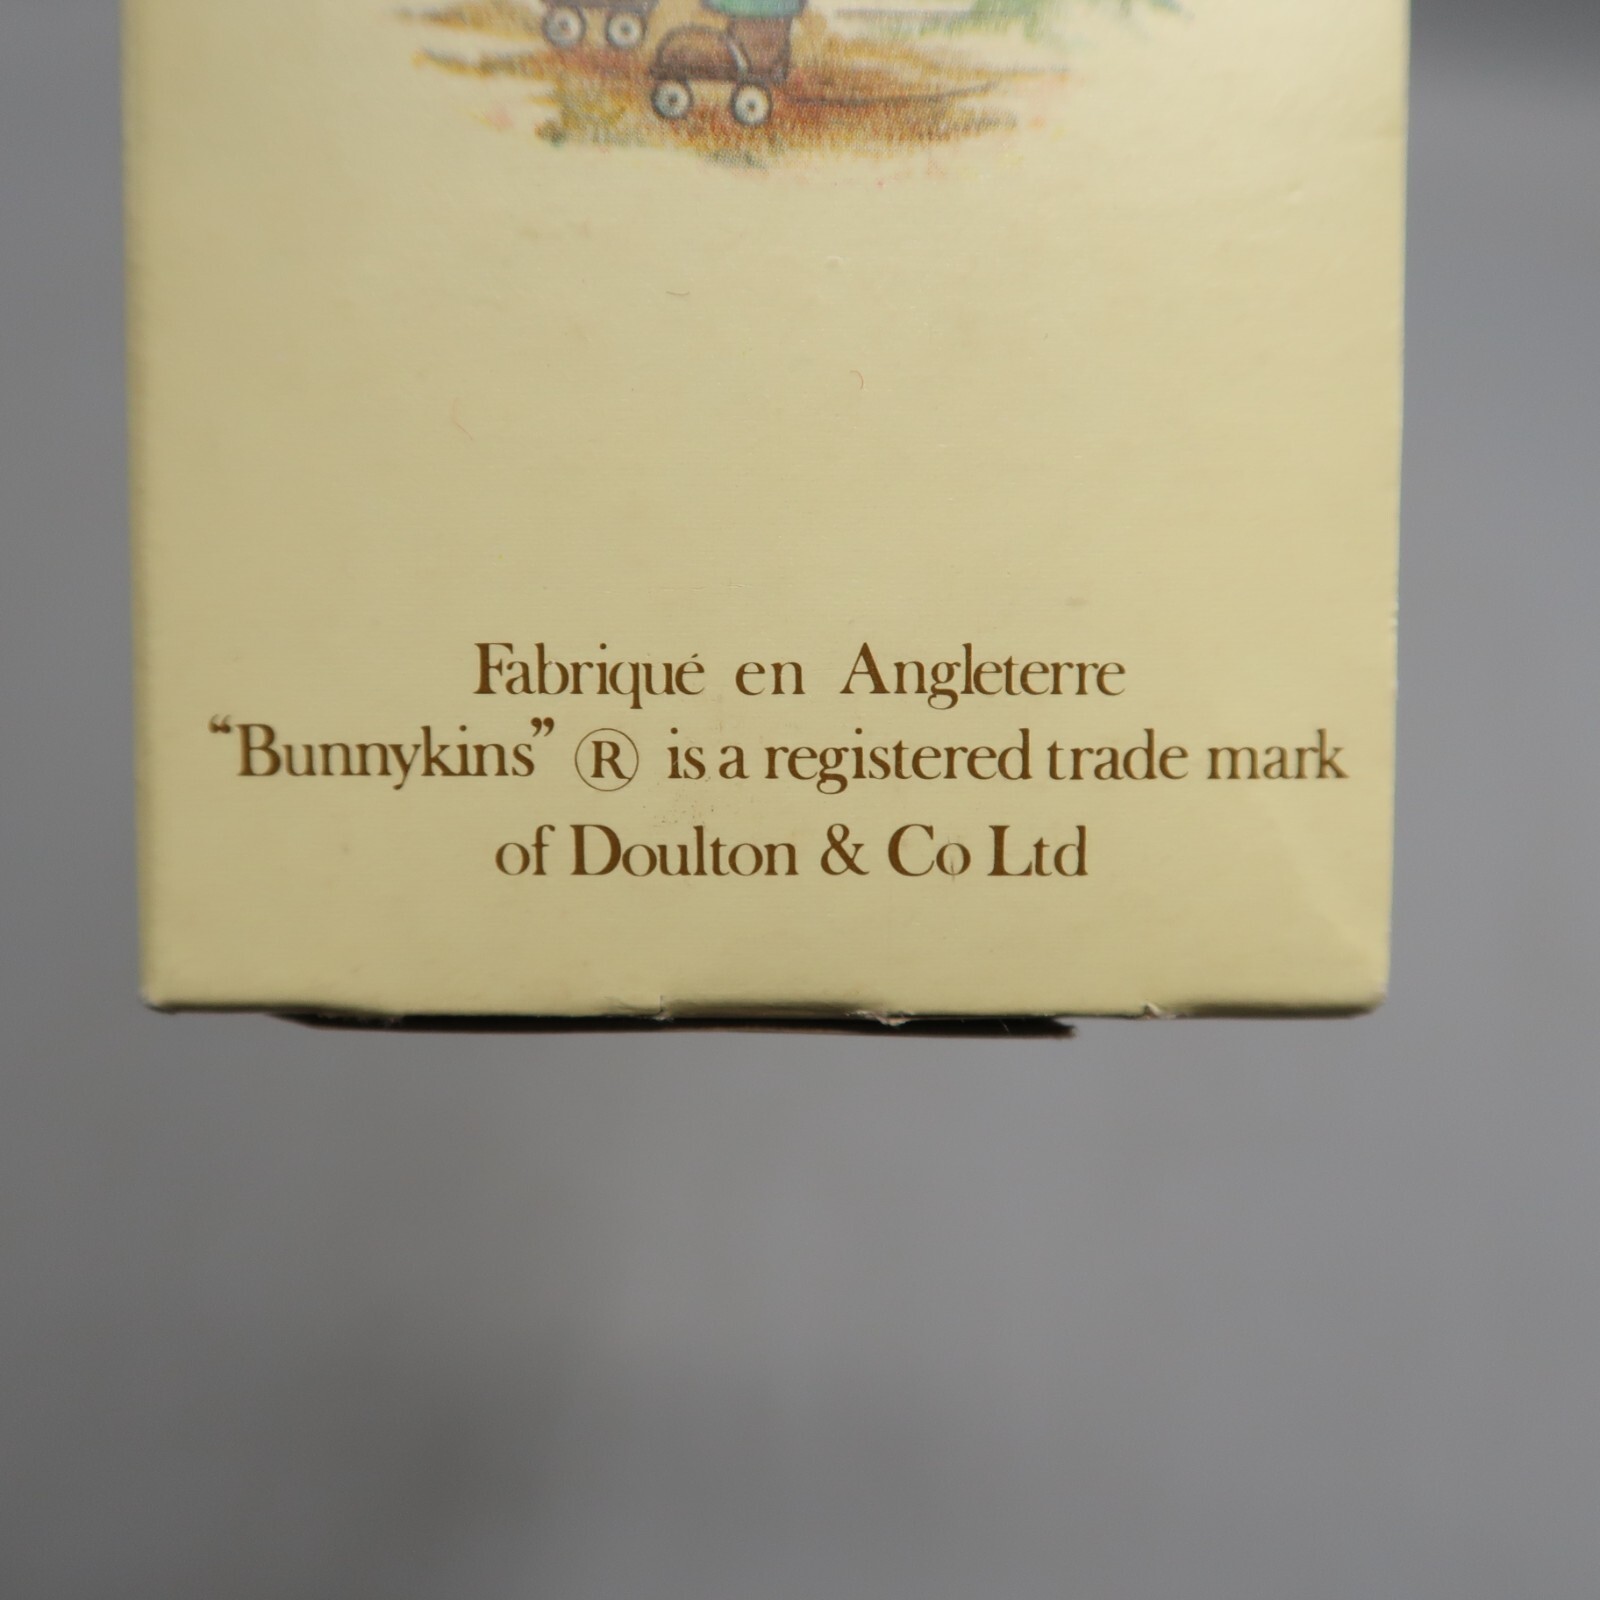 Fabriqué en Angleterre
“Bunnykins” ® is a registered trade mark
of Doulton & Co Ltd